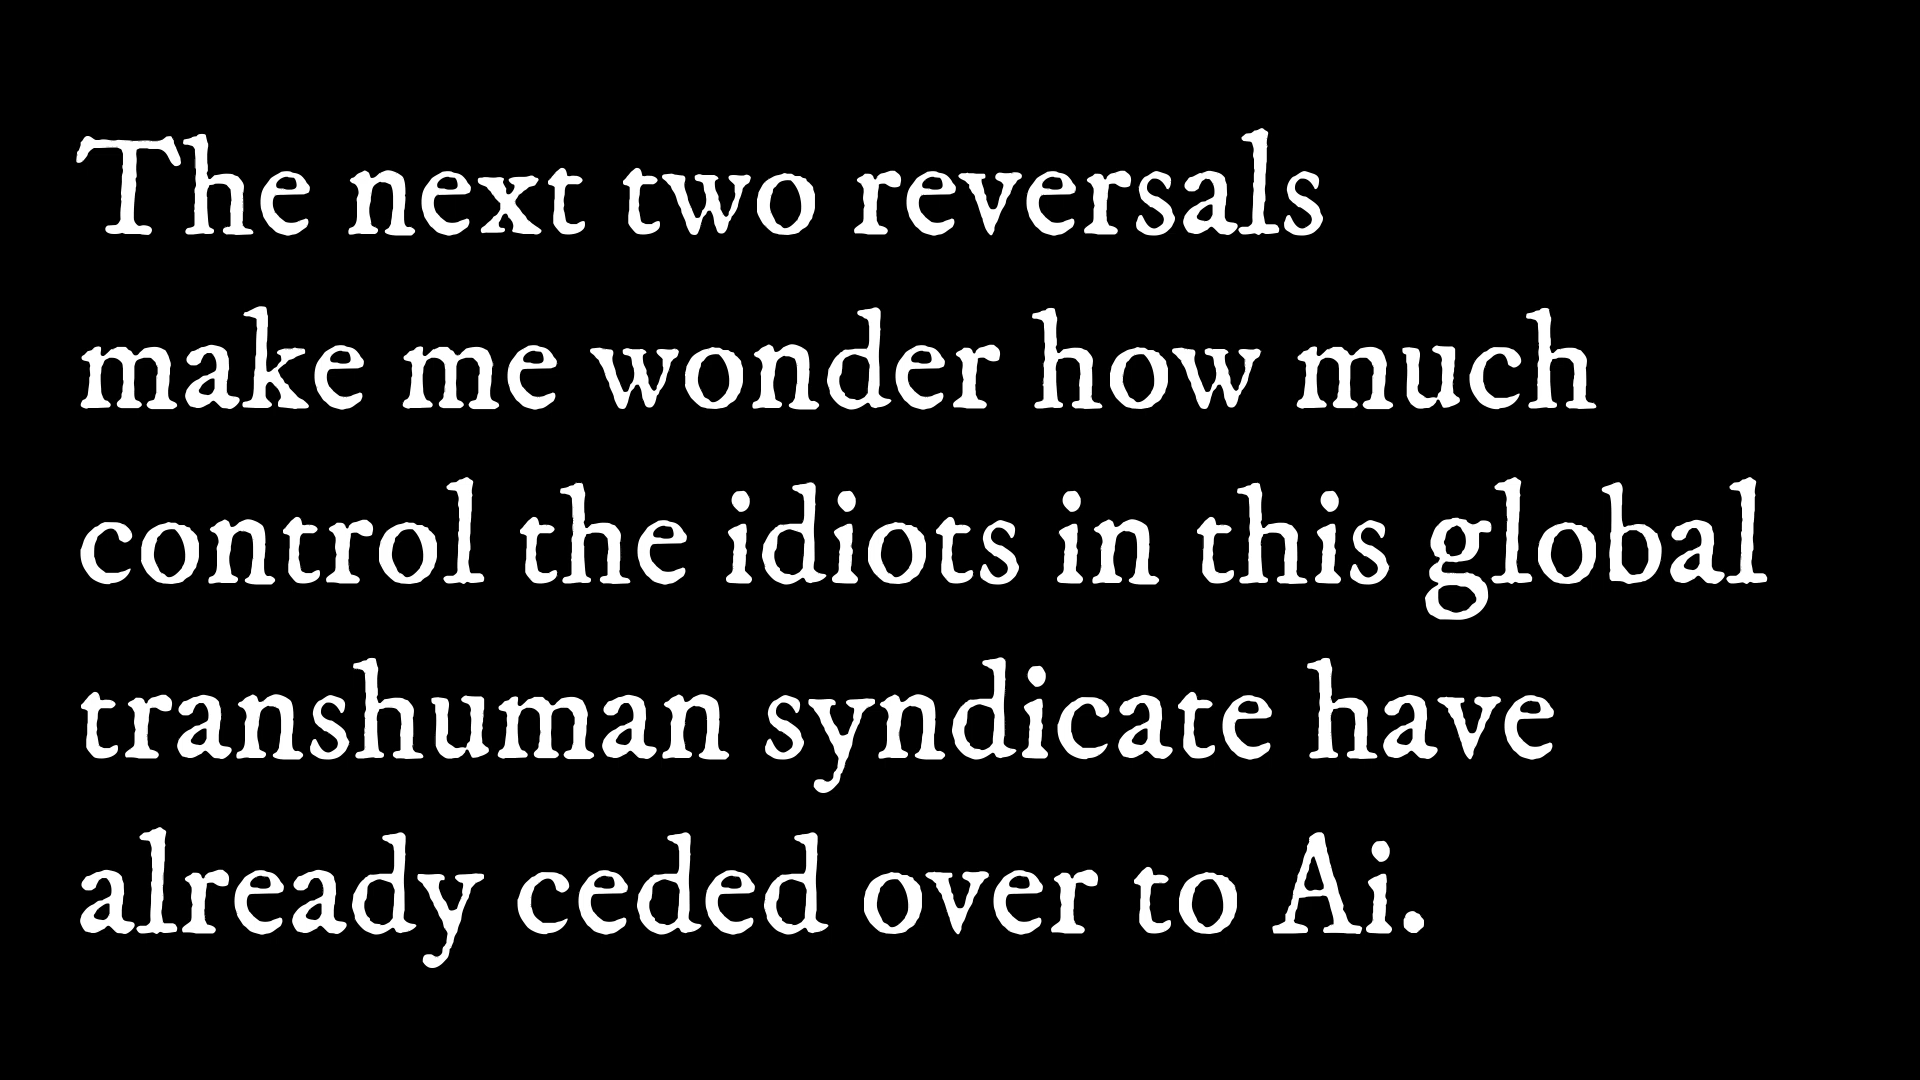 The next two reversals
make me wonder how much
control the idiots in this global
transhuman syndicate have
already ceded over to Ai.